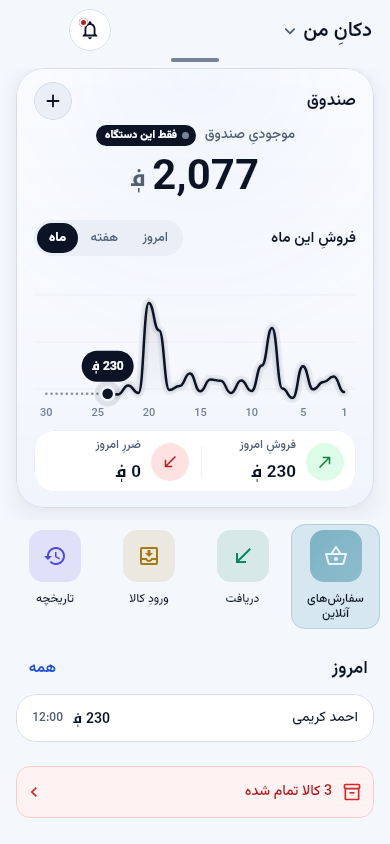 دکانِ من
صندوق
موجودیِ صندوق
فقط این دستگاه
2,077 ؋
فروشِ این ماه
امروز
هفته
ماه
230 ؋
1 5 10 15 20 25 30
فروشِ امروز
230 ؋
ضررِ امروز
0 ؋
سفارش‌های
آنلاین
دریافت
ورودِ کالا
تاریخچه
امروز
همه
احمد کریمی
230 ؋
12:00
3 کالا تمام شده